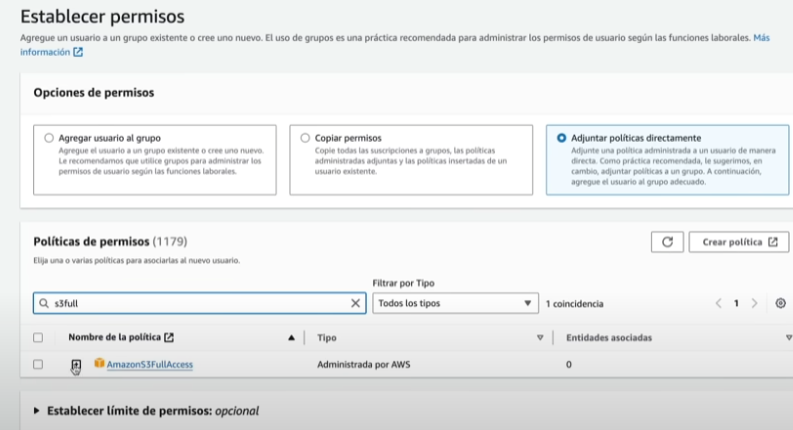 Establecer permisos
Agregue un usuario a un grupo existente o cree uno nuevo. El uso de grupos es una práctica recomendada para administrar los permisos de usuario según las funciones laborales. Más
información
Opciones de permisos
Agregar usuario al grupo
Agregue el usuario a un grupo existente o cree uno nuevo.
Le recomendamos que utilice grupos para administrar los
permisos de usuario según las funciones laborales.
Copiar permisos
Copie todas las suscripciones a grupos, las políticas
administradas adjuntas y las políticas insertadas de un
usuario existente.
Adjuntar políticas directamente
Adjunte una política administrada a un usuario de manera
directa. Como práctica recomendada, le sugerimos, en
cambio, adjuntar políticas a un grupo. A continuación,
agregue el usuario al grupo adecuado.
Políticas de permisos (1179)
Crear política
Elija una o varias políticas para asociarlas al nuevo usuario.
Filtrar por Tipo
s3full
Todos los tipos
1 coincidencia
1
Nombre de la política
Tipo
Entidades asociadas
AmazonS3FullAccess
Administrada por AWS
0
Establecer límite de permisos: opcional